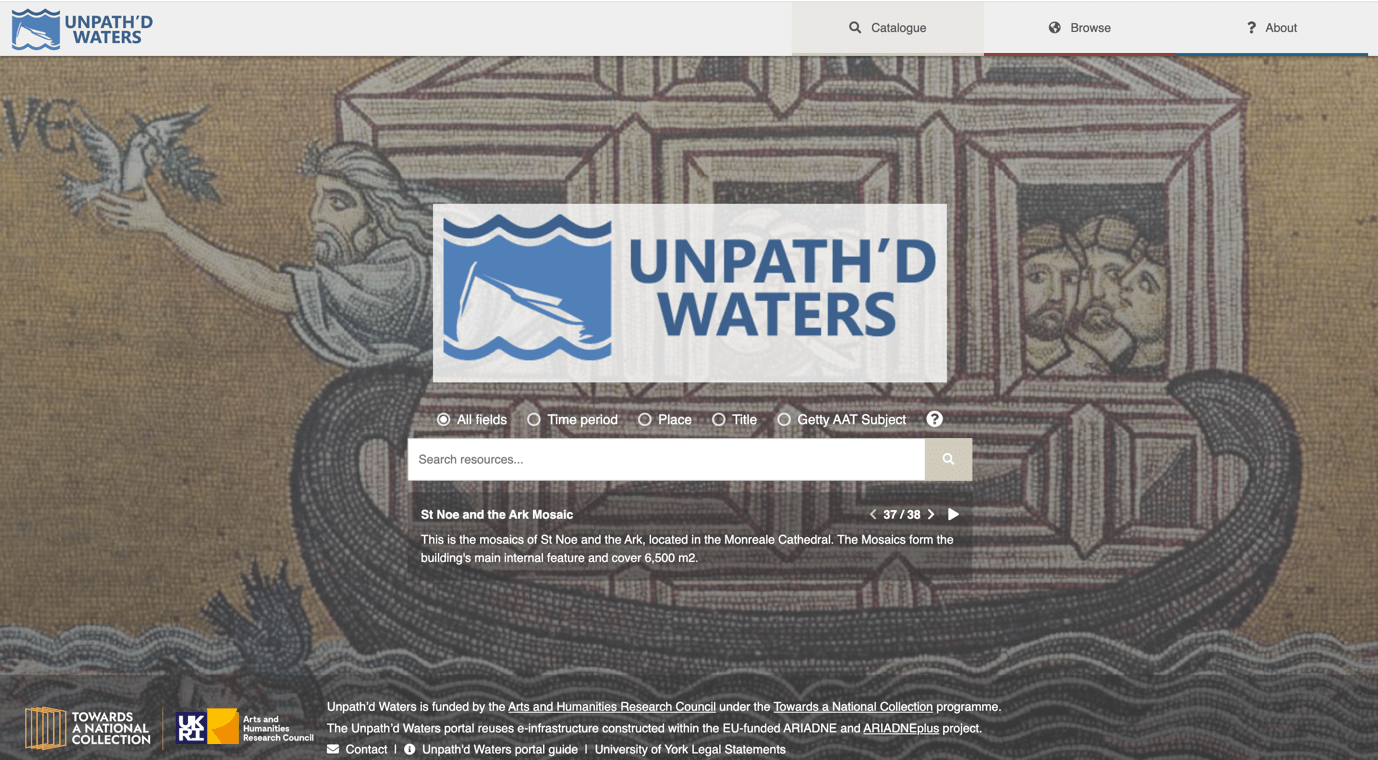 UNPATH'D
WATERS
Catalogue
Browse
? About
VE
UNPATH'D
WATERS
All fields Time period Place Title Getty AAT Subject ?
Search resources...
St Noe and the Ark Mosaic 37 / 38
This is the mosaics of St Noe and the Ark, located in the Monreale Cathedral. The Mosaics form the
building's main internal feature and cover 6,500 m2.
TOWARDS
A NATIONAL
COLLECTION
UK
RI
Arts and
Humanities
Research Council
Unpath'd Waters is funded by the Arts and Humanities Research Council under the Towards a National Collection programme.
The Unpath'd Waters portal reuses e-infrastructure constructed within the EU-funded ARIADNE and ARIADNEplus project.
Contact | Unpath'd Waters portal guide | University of York Legal Statements